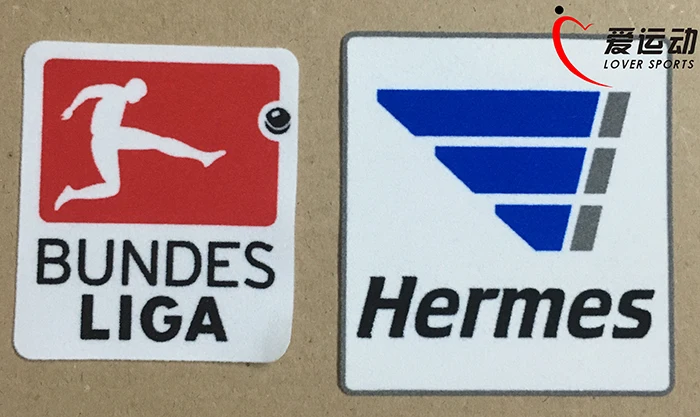 爱运动
LOVER SPORTS
BUNDES
LIGA
Hermes